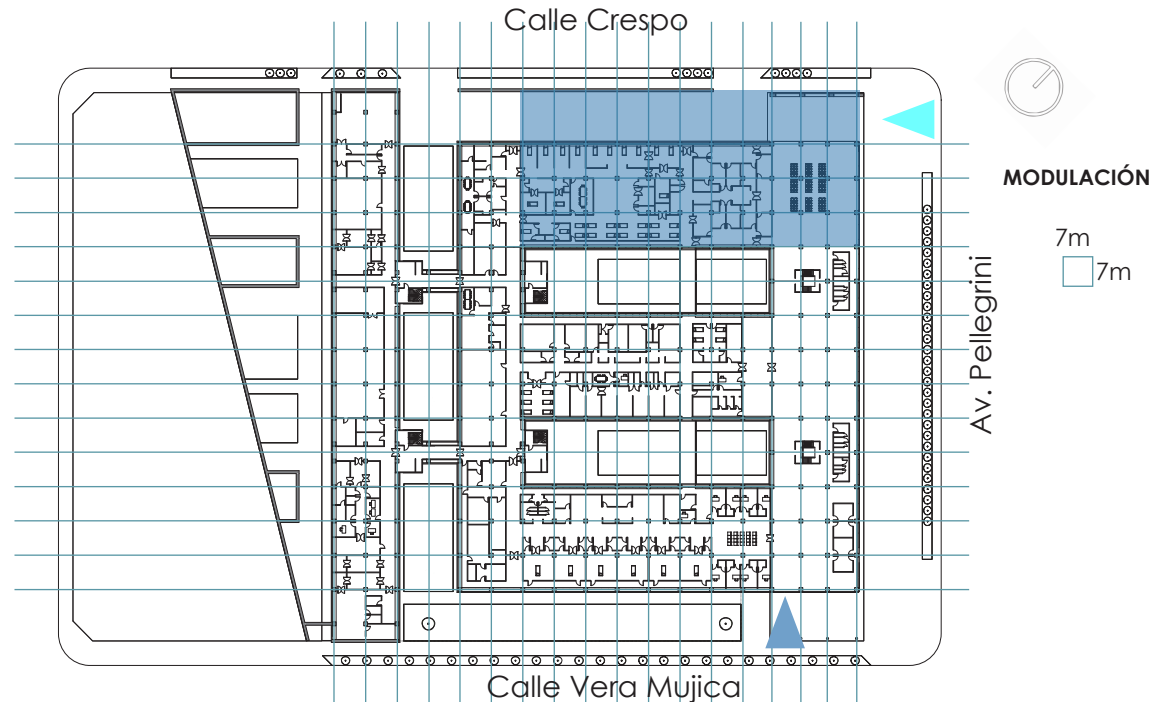 Calle Crespo
MODULACIÓN
7m
7m
Av. Pellegrini
Calle Vera Mujica